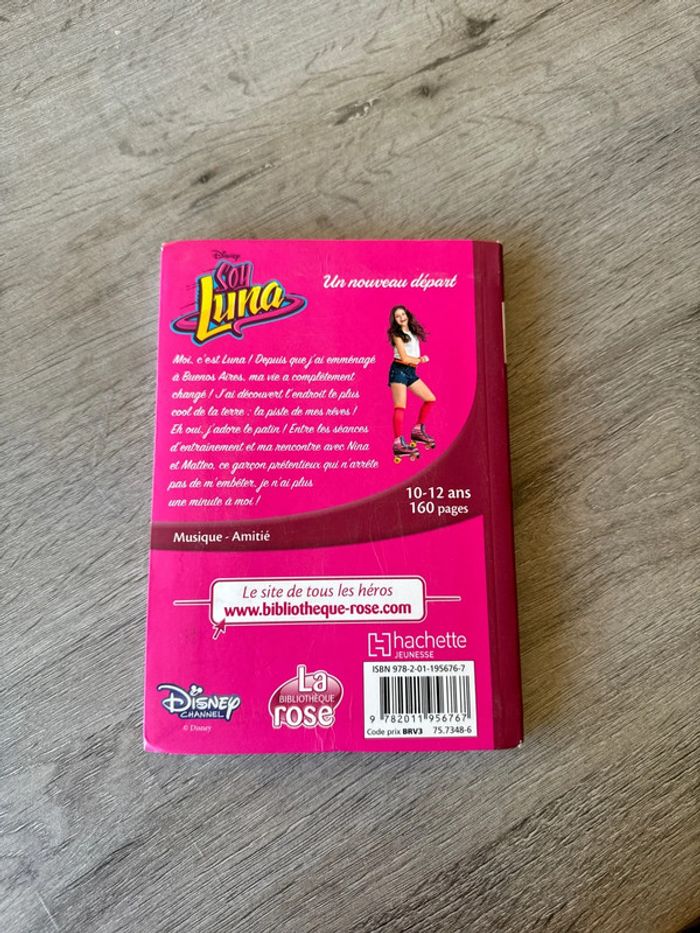 Disney
SOY
Luna
Un nouveau départ
Moi, c'est Luna ! Depuis que j'ai emménagé
à Buenos Aires, ma vie a complètement
changé ! J'ai découvert l'endroit le plus
cool de la terre : la piste de mes rêves !
Eh oui, j'adore le patin ! Entre les séances
d'entraînement et ma rencontre avec Nina
et Matteo, ce garçon prétentieux qui n'arrête
pas de m'embêter, je n'ai plus
une minute à moi !
10-12 ans
160 pages
Musique - Amitié
Le site de tous les héros
www.bibliotheque-rose.com
hachette
JEUNESSE
ISBN 978-2-01-195676-7
9 782011 956767
Code prix BRV3 75.7348-6
Disney
CHANNEL
© Disney
La
BIBLIOTHÈQUE
rose